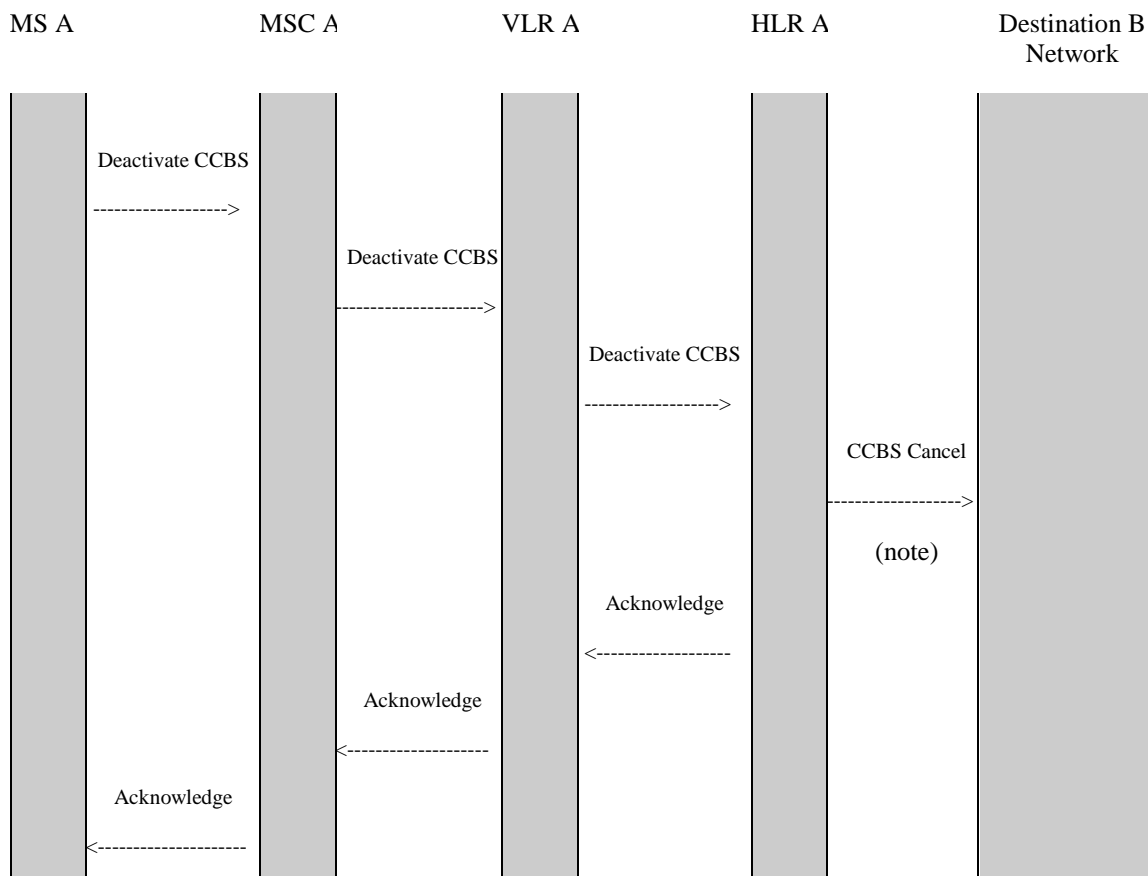 MS A
MSC A
VLR A
HLR A
Destination B
Network
Deactivate CCBS
-------------------->
Deactivate CCBS
-------------------->
Deactivate CCBS
-------------------->
CCBS Cancel
-------------------->
(note)
Acknowledge
<--------------------
Acknowledge
<--------------------
Acknowledge
<--------------------